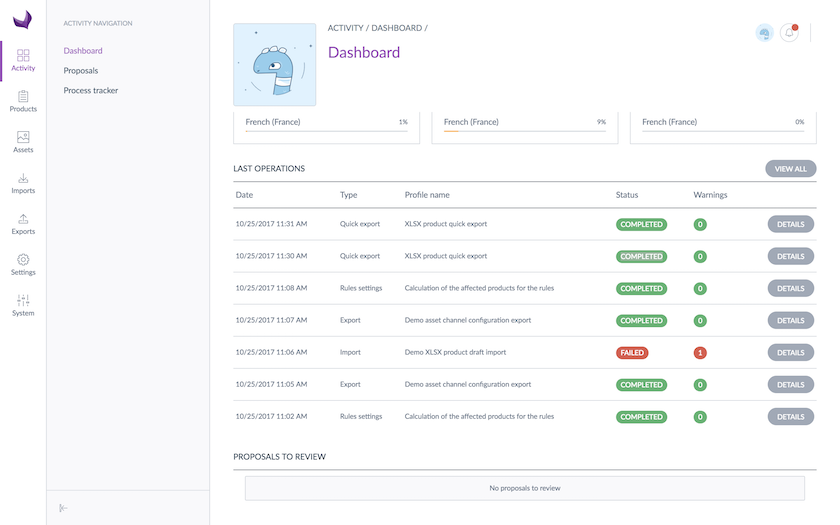 ACTIVITY NAVIGATION
Dashboard
Proposals
Process tracker
Activity
Products
Assets
Imports
Exports
Settings
System
ACTIVITY / DASHBOARD /
Dashboard
French (France) 1% French (France) 9% French (France) 0%
LAST OPERATIONS VIEW ALL
Date Type Profile name Status Warnings
10/25/2017 11:31 AM Quick export XLSX product quick export COMPLETED 0 DETAILS
10/25/2017 11:30 AM Quick export XLSX product quick export COMPLETED 0 DETAILS
10/25/2017 11:08 AM Rules settings Calculation of the affected products for the rules COMPLETED 0 DETAILS
10/25/2017 11:07 AM Export Demo asset channel configuration export COMPLETED 0 DETAILS
10/25/2017 11:06 AM Import Demo XLSX product draft import FAILED 1 DETAILS
10/25/2017 11:05 AM Export Demo asset channel configuration export COMPLETED 0 DETAILS
10/25/2017 11:02 AM Rules settings Calculation of the affected products for the rules COMPLETED 0 DETAILS
PROPOSALS TO REVIEW
No proposals to review